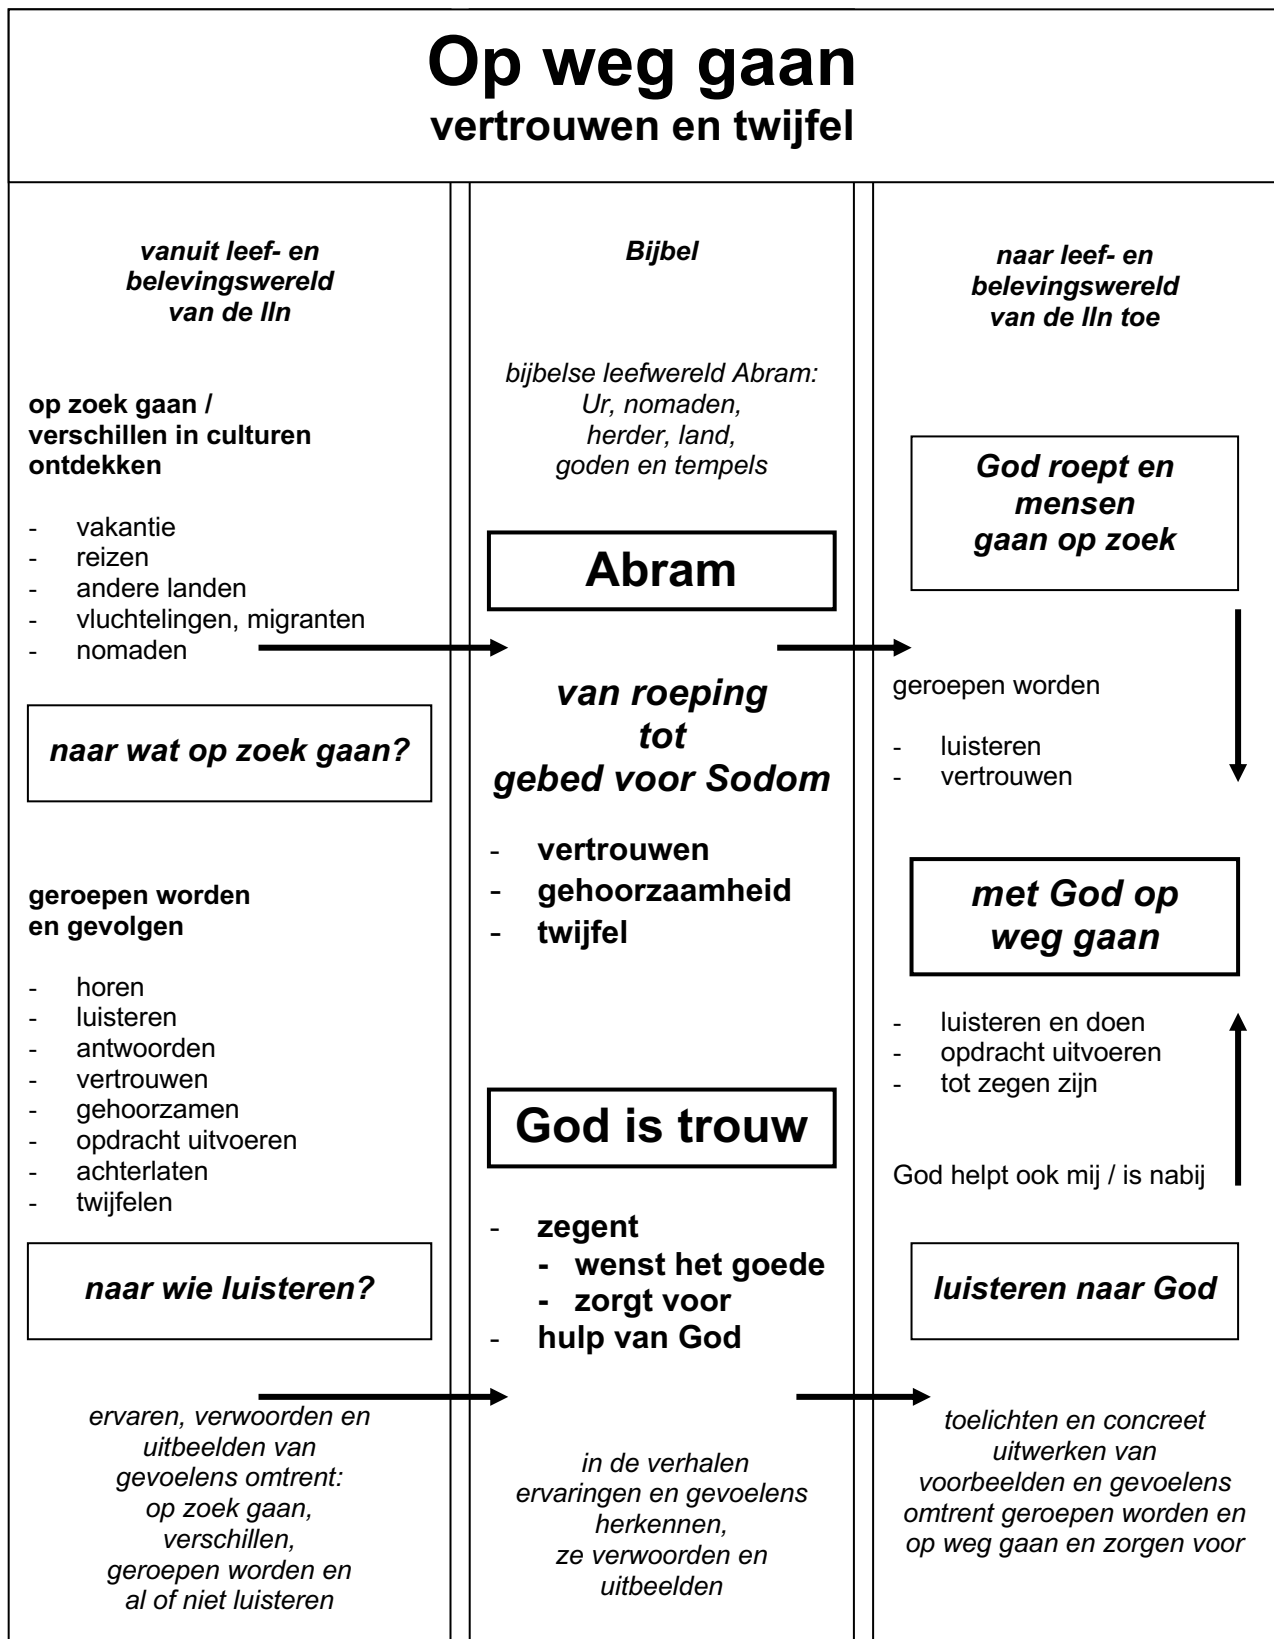 Op weg gaan
vertrouwen en twijfel
vanuit leef- en
belevingswereld
van de lln
op zoek gaan /
verschillen in culturen
ontdekken
- vakantie
- reizen
- andere landen
- vluchtelingen, migranten
- nomaden
naar wat op zoek gaan?
geroepen worden
en gevolgen
- horen
- luisteren
- antwoorden
- vertrouwen
- gehoorzamen
- opdracht uitvoeren
- achterlaten
- twijfelen
naar wie luisteren?
ervaren, verwoorden en
uitbeelden van
gevoelens omtrent:
op zoek gaan,
verschillen,
geroepen worden en
al of niet luisteren
Bijbel
bijbelse leefwereld Abram:
Ur, nomaden,
herder, land,
goden en tempels
Abram
van roeping
tot
gebed voor Sodom
- vertrouwen
- gehoorzaamheid
- twijfel
God is trouw
- zegent
- wenst het goede
- zorgt voor
- hulp van God
in de verhalen
ervaringen en gevoelens
herkennen,
ze verwoorden en
uitbeelden
naar leef- en
belevingswereld
van de lln toe
God roept en
mensen
gaan op zoek
geroepen worden
- luisteren
- vertrouwen
met God op
weg gaan
- luisteren en doen
- opdracht uitvoeren
- tot zegen zijn
God helpt ook mij / is nabij
luisteren naar God
toelichten en concreet
uitwerken van
voorbeelden en gevoelens
omtrent geroepen worden en
op weg gaan en zorgen voor